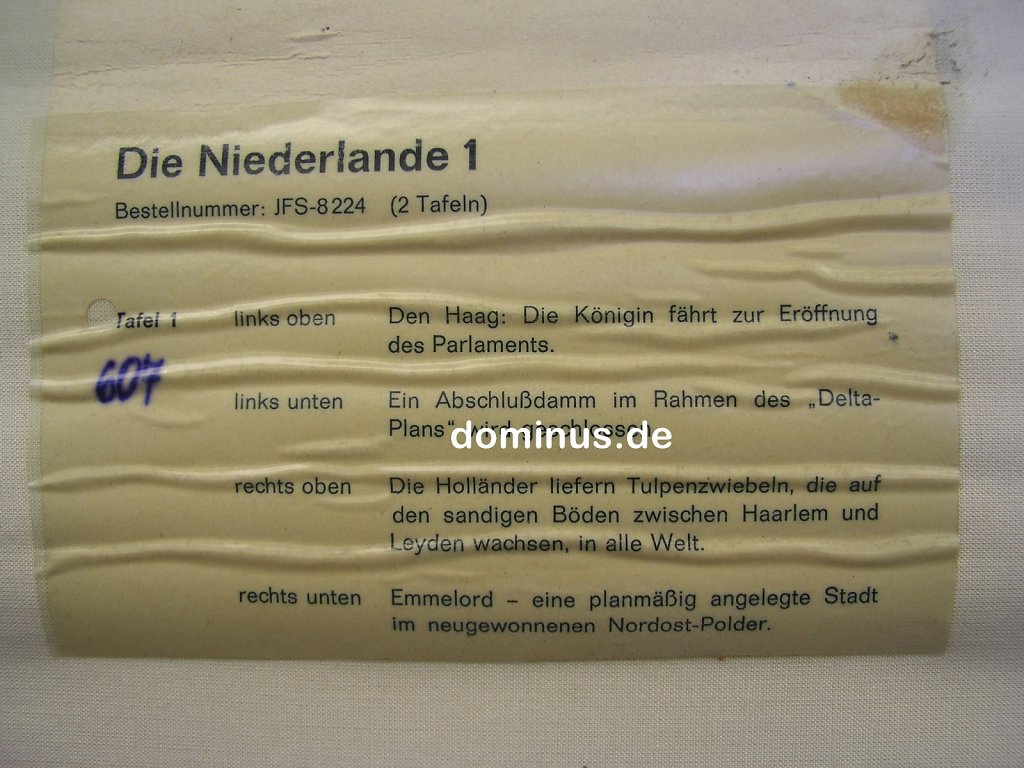 Die Niederlande 1
Bestellnummer: JFS-8224 (2 Tafeln)
Tafel 1 links oben Den Haag: Die Königin fährt zur Eröffnung
des Parlaments.
607
links unten Ein Abschlußdamm im Rahmen des „Delta-
Plans“ wird geschlossen.
dominus.de
rechts oben Die Holländer liefern Tulpenzwiebeln, die auf
den sandigen Böden zwischen Haarlem und
Leyden wachsen, in alle Welt.
rechts unten Emmelord – eine planmäßig angelegte Stadt
im neugewonnenen Nordost-Polder.